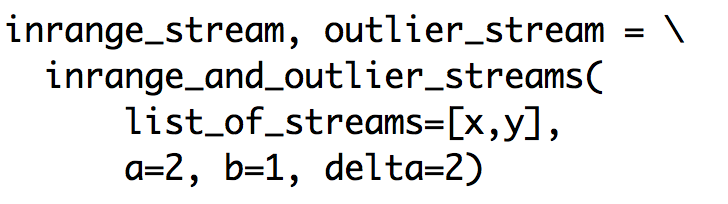 inrange_stream, outlier_stream = \
inrange_and_outlier_streams(
list_of_streams=[x,y],
a=2, b=1, delta=2)